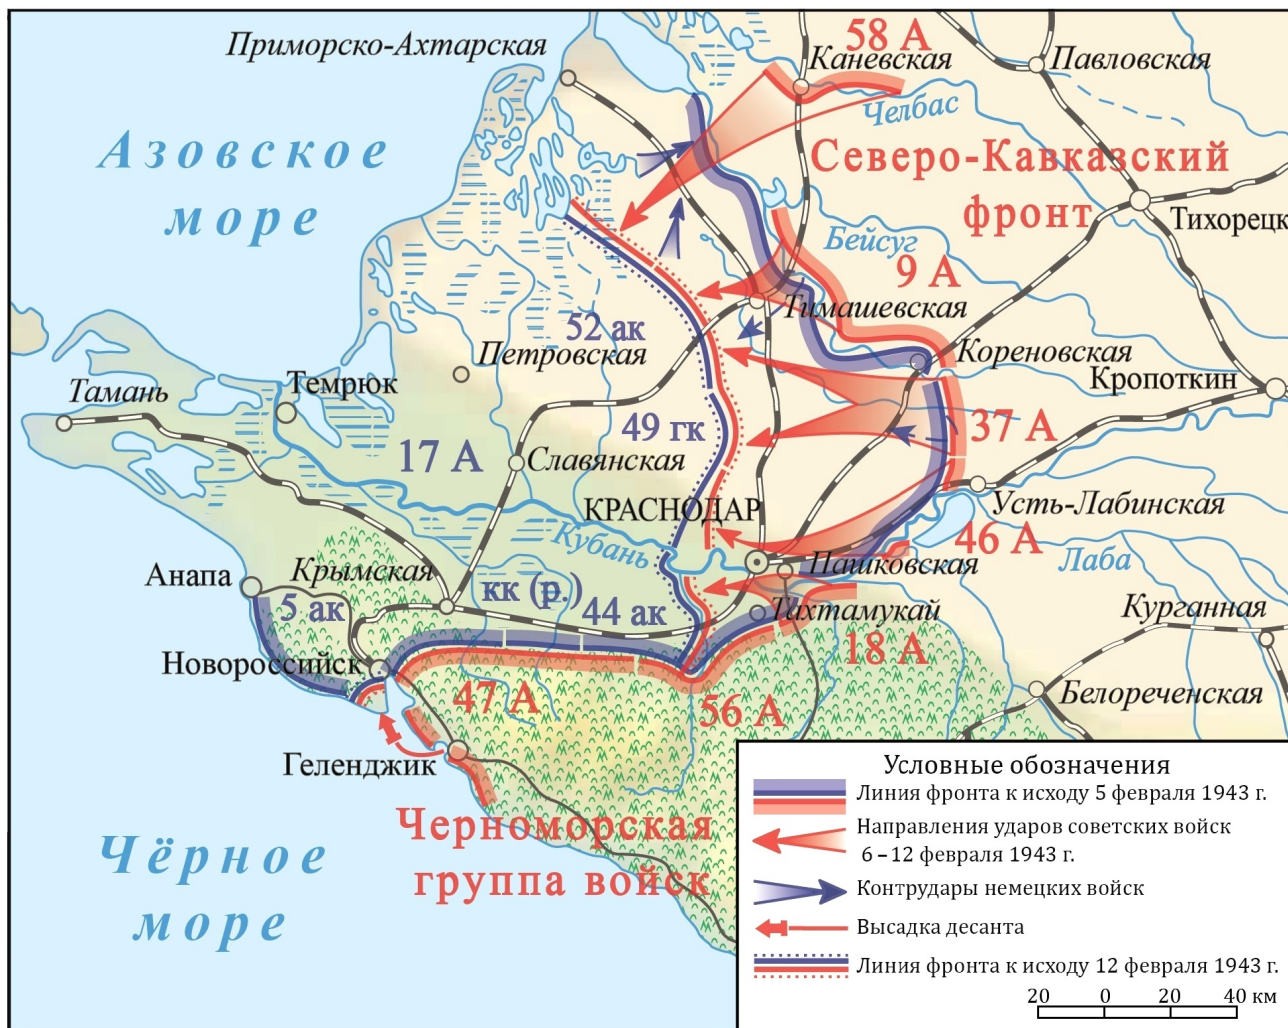 58 А
Приморско-Ахтарская
Каневская
Павловская
Челбас
Азовское
море
Северо-Кавказский
фронт
Тихорецк
Бейсуг
9 А
Тимашевская
52 ак
Петровская
Кореновская
Кропоткин
Тамань
Темрюк
49 гк
37 А
17 А
Славянская
Усть-Лабинская
КРАСНОДАР
46 А
Кубань
Лаба
Пашковская
Крымская
Анапа
кк (р.)
5 ак
44 ак
Тахтамукай
Курганная
Новороссийск
18 А
47 А
56 А
Белореченская
Геленджик
Черноморская
группа войск
Чёрное
море
Условные обозначения
Линия фронта к исходу 5 февраля 1943 г.
Направления ударов советских войск
6 – 12 февраля 1943 г.
Контрудары немецких войск
Высадка десанта
Линия фронта к исходу 12 февраля 1943 г.
20 0 20 40 км